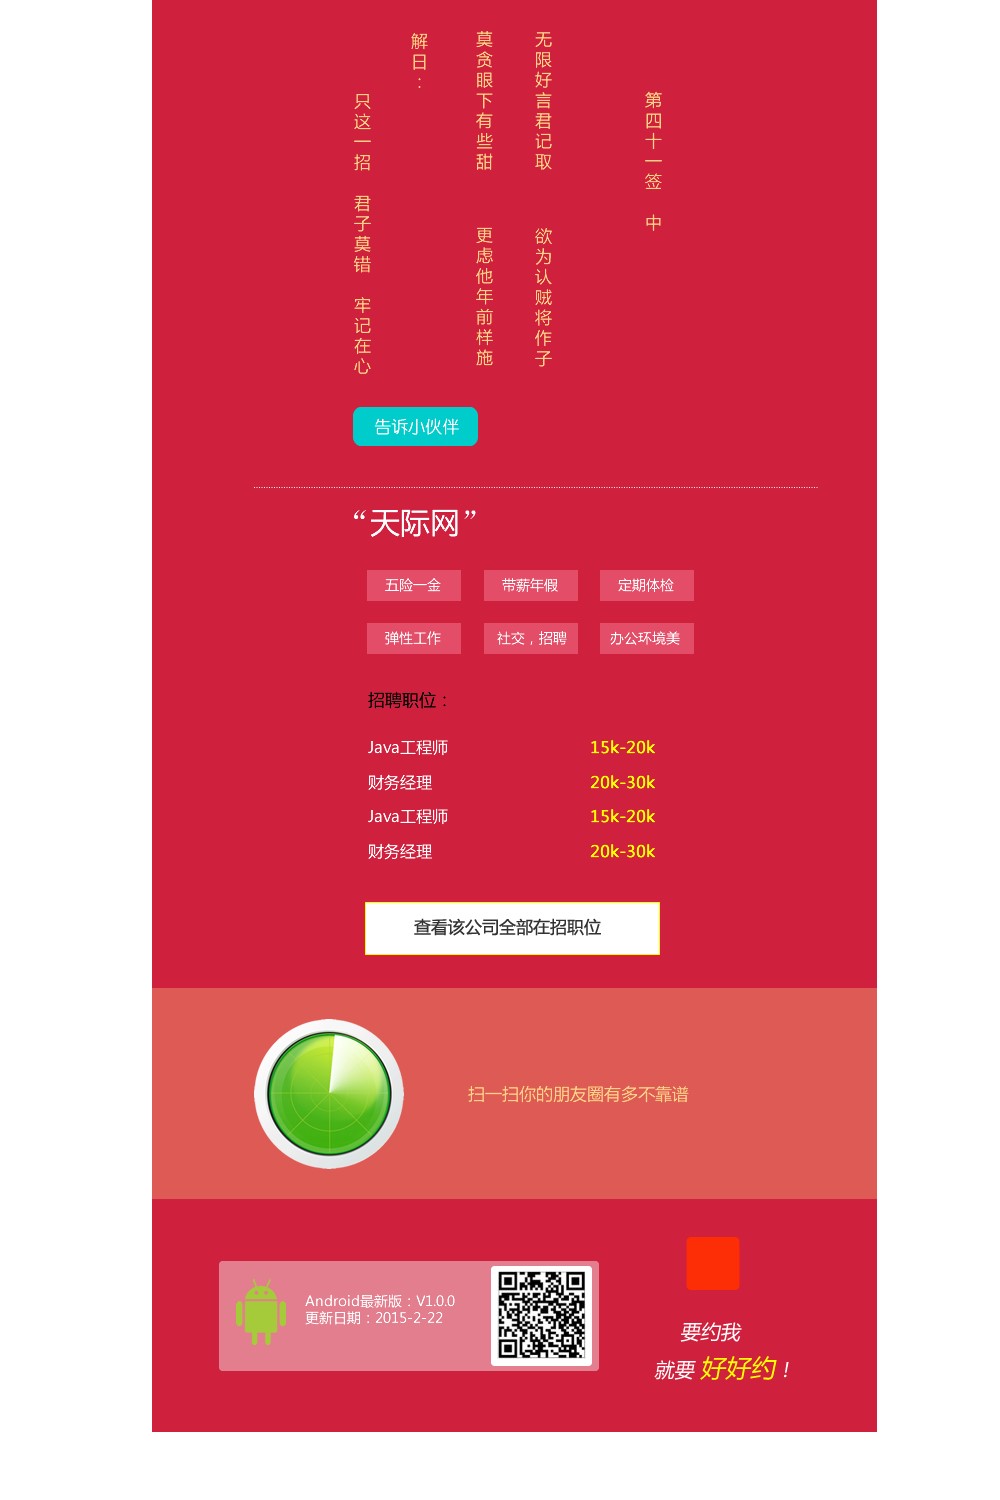 第四十一签 中
无限好言君记取 欲为认贼将作子
莫贪眼下有些甜 更虑他年前样施
解日：
只这一招 君子莫错 牢记在心
告诉小伙伴
“天际网”
五险一金 带薪年假 定期体检
弹性工作 社交，招聘 办公环境美
招聘职位：
Java工程师 15k-20k
财务经理 20k-30k
Java工程师 15k-20k
财务经理 20k-30k
查看该公司全部在招职位
扫一扫你的朋友圈有多不靠谱
Android最新版：V1.0.0
更新日期：2015-2-22
要约我
就要 好好约！